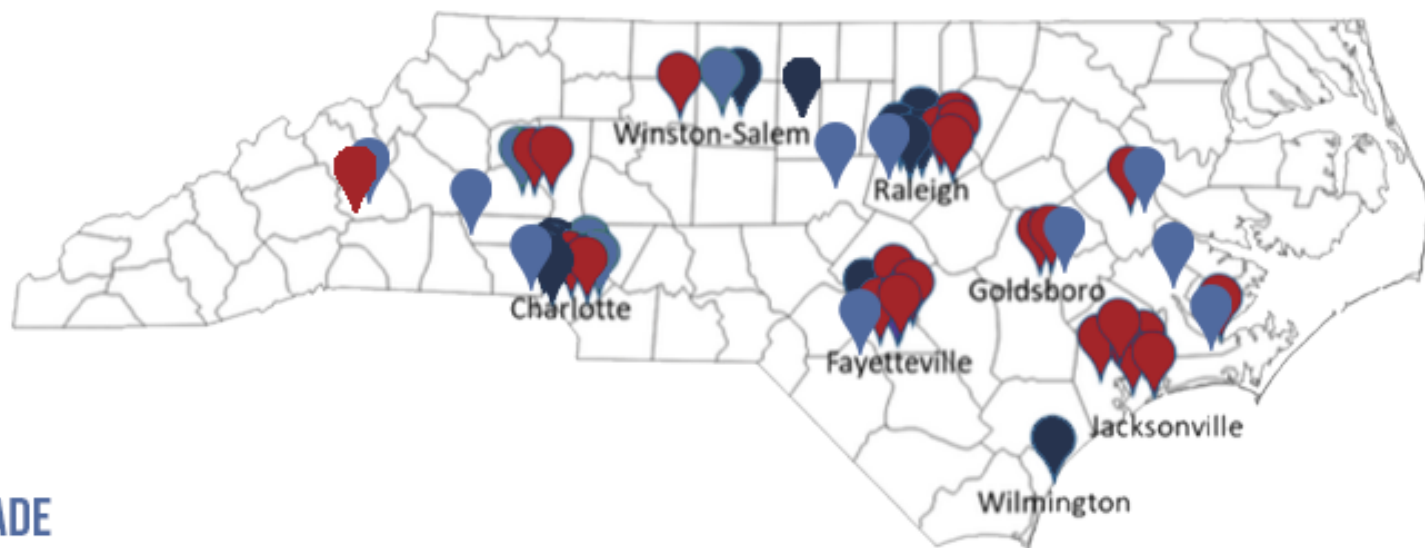 Winston-Salem
Raleigh
Goldsboro
Charlotte
Fayetteville
Jacksonville
Wilmington
ADE